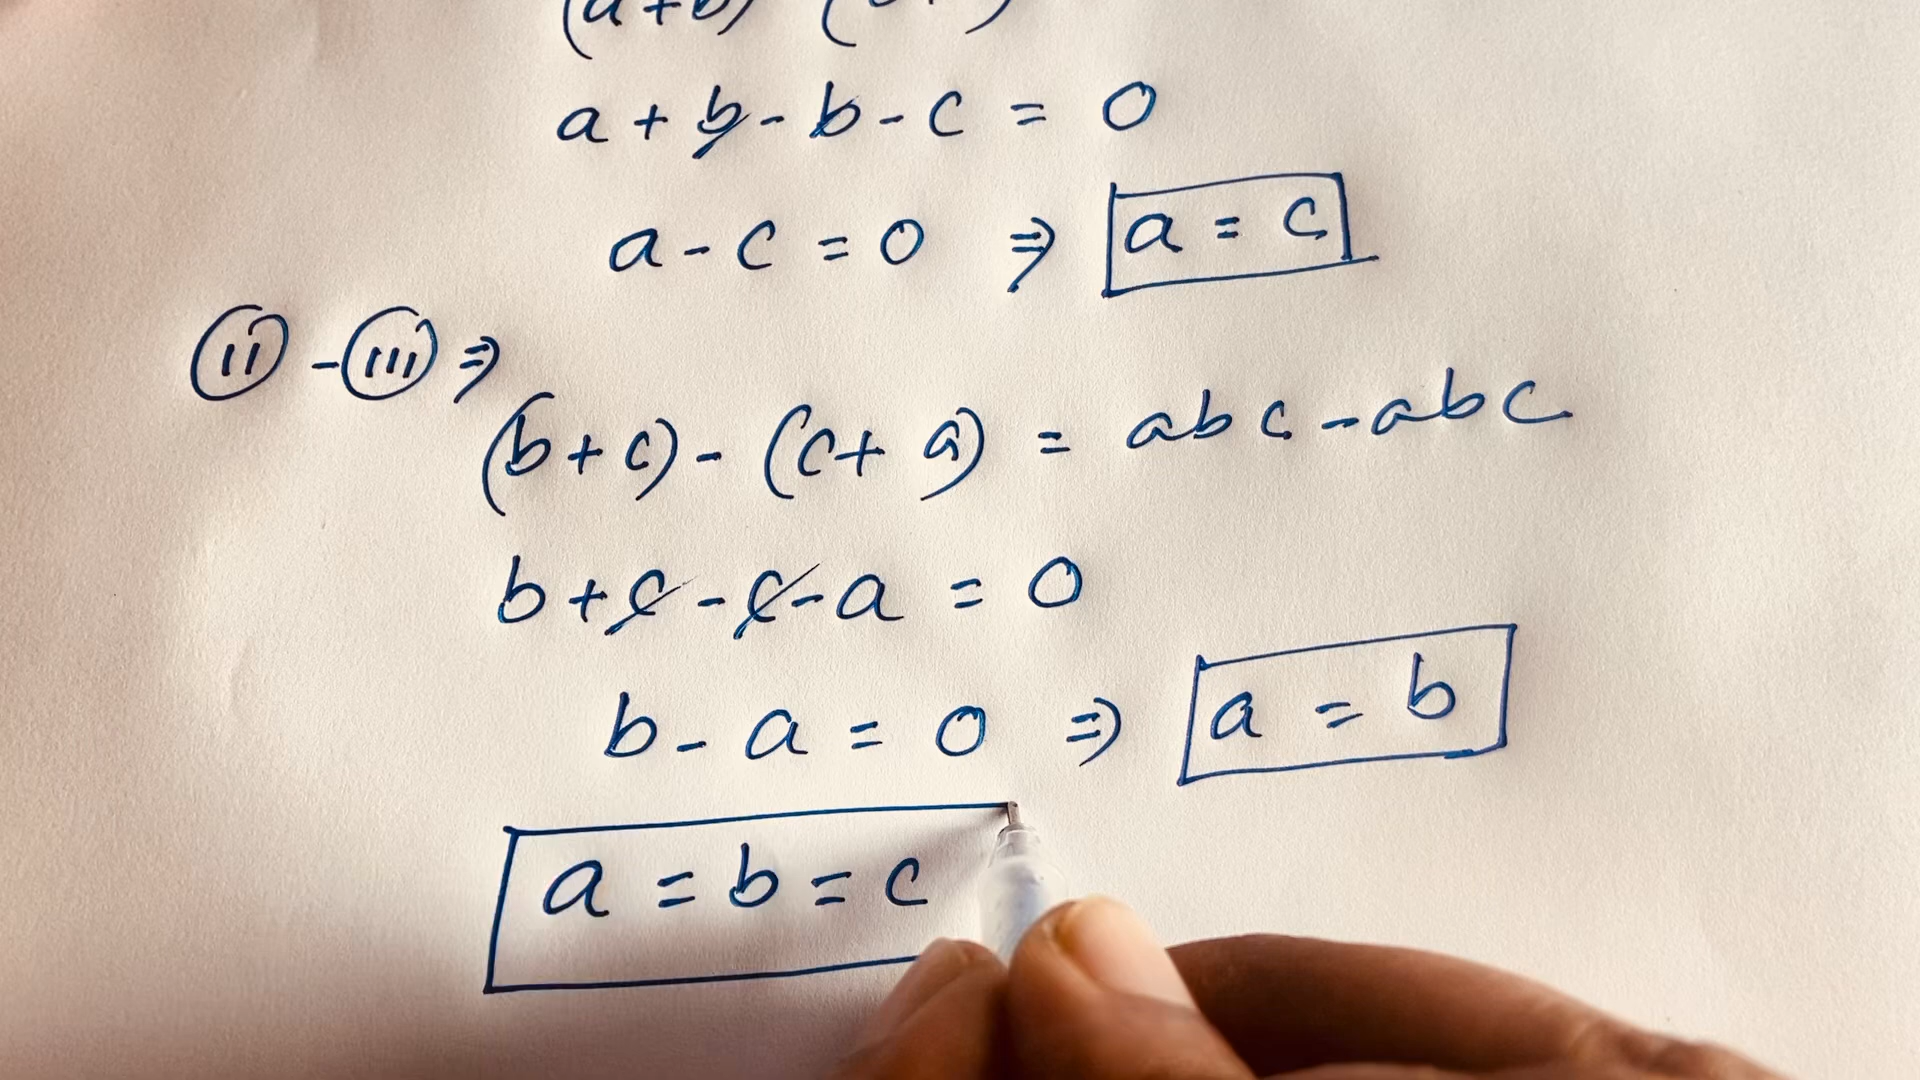 (a+b) (
a + b - b - c = 0
a - c = 0 ⇒ a = c
(ii) - (iii) ⇒
(b + c) - (c + a) = abc - abc
b + c - c - a = 0
b - a = 0 ⇒ a = b
a = b = c